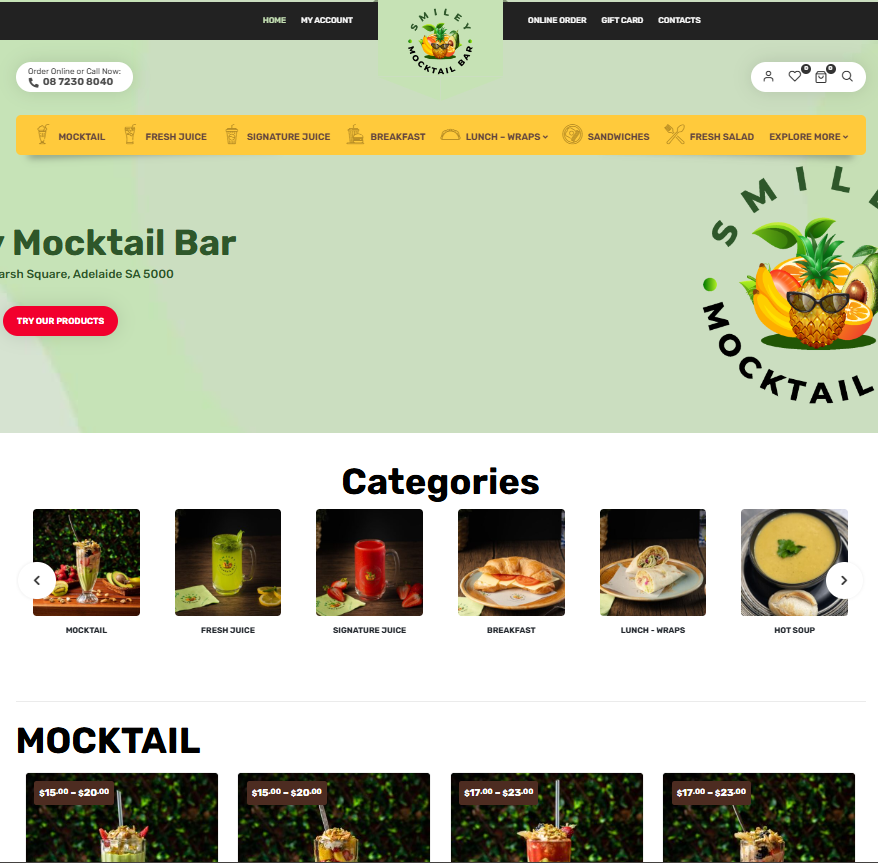 HOME MY ACCOUNT
SMILEY
MOCKTAIL BAR
ONLINE ORDER GIFT CARD CONTACTS
Order Online or Call Now:
08 7230 8040
0 0
MOCKTAIL FRESH JUICE SIGNATURE JUICE BREAKFAST LUNCH – WRAPS SANDWICHES FRESH SALAD EXPLORE MORE
y Mocktail Bar
arsh Square, Adelaide SA 5000
TRY OUR PRODUCTS
SMILE
MOCKTAIL
Categories
MOCKTAIL FRESH JUICE SIGNATURE JUICE BREAKFAST LUNCH - WRAPS HOT SOUP
MOCKTAIL
$15.00 – $20.00 $15.00 – $20.00 $17.00 – $23.00 $17.00 – $23.00